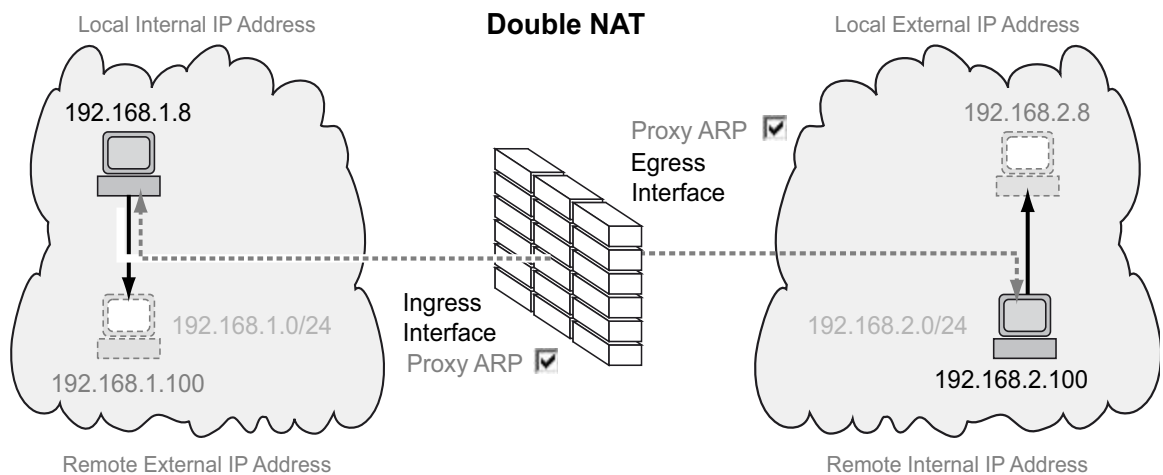 Double NAT
Local Internal IP Address
Local External IP Address
192.168.1.8
192.168.2.8
Proxy ARP
Egress
Interface
Ingress
Interface
Proxy ARP
192.168.1.0/24
192.168.2.0/24
192.168.1.100
192.168.2.100
Remote External IP Address
Remote Internal IP Address